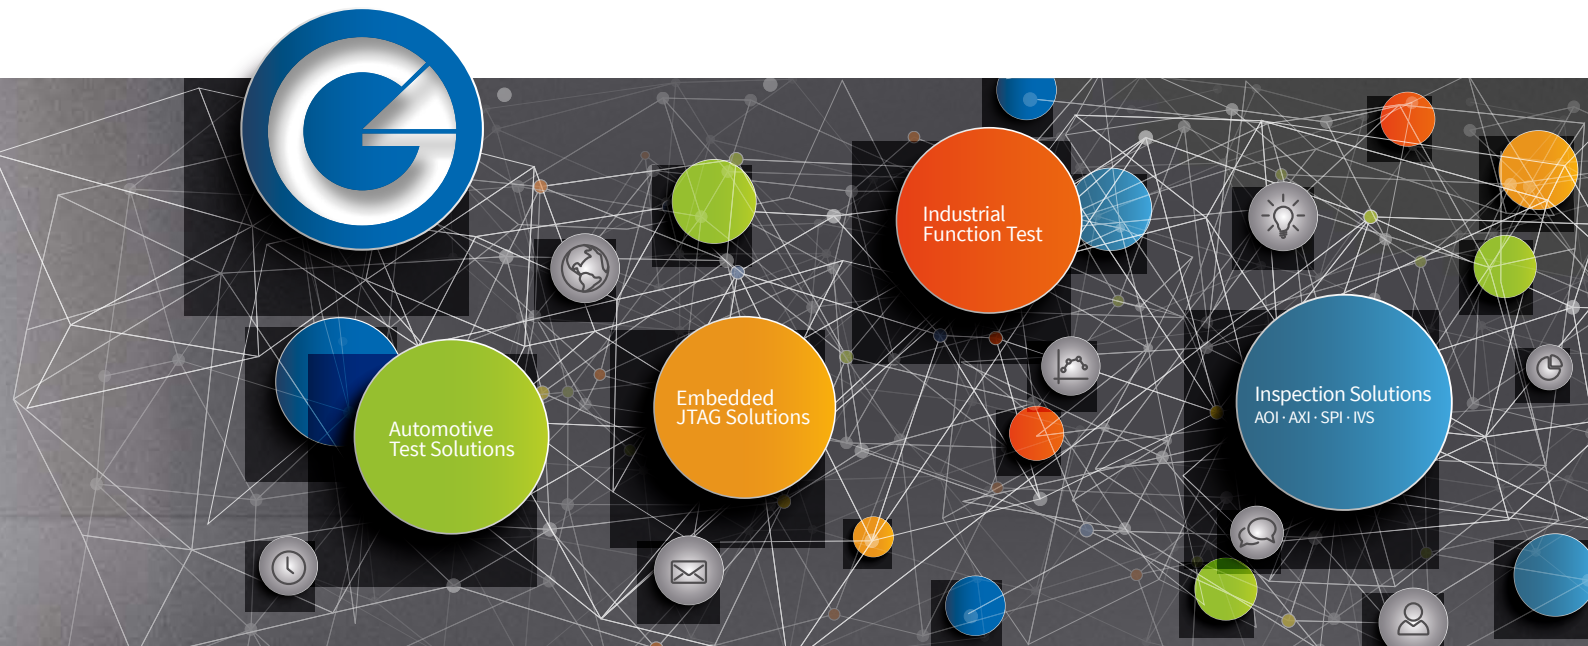 Industrial
Function Test
Embedded
JTAG Solutions
Inspection Solutions
AOI · AXI · SPI · IVS
Automotive
Test Solutions